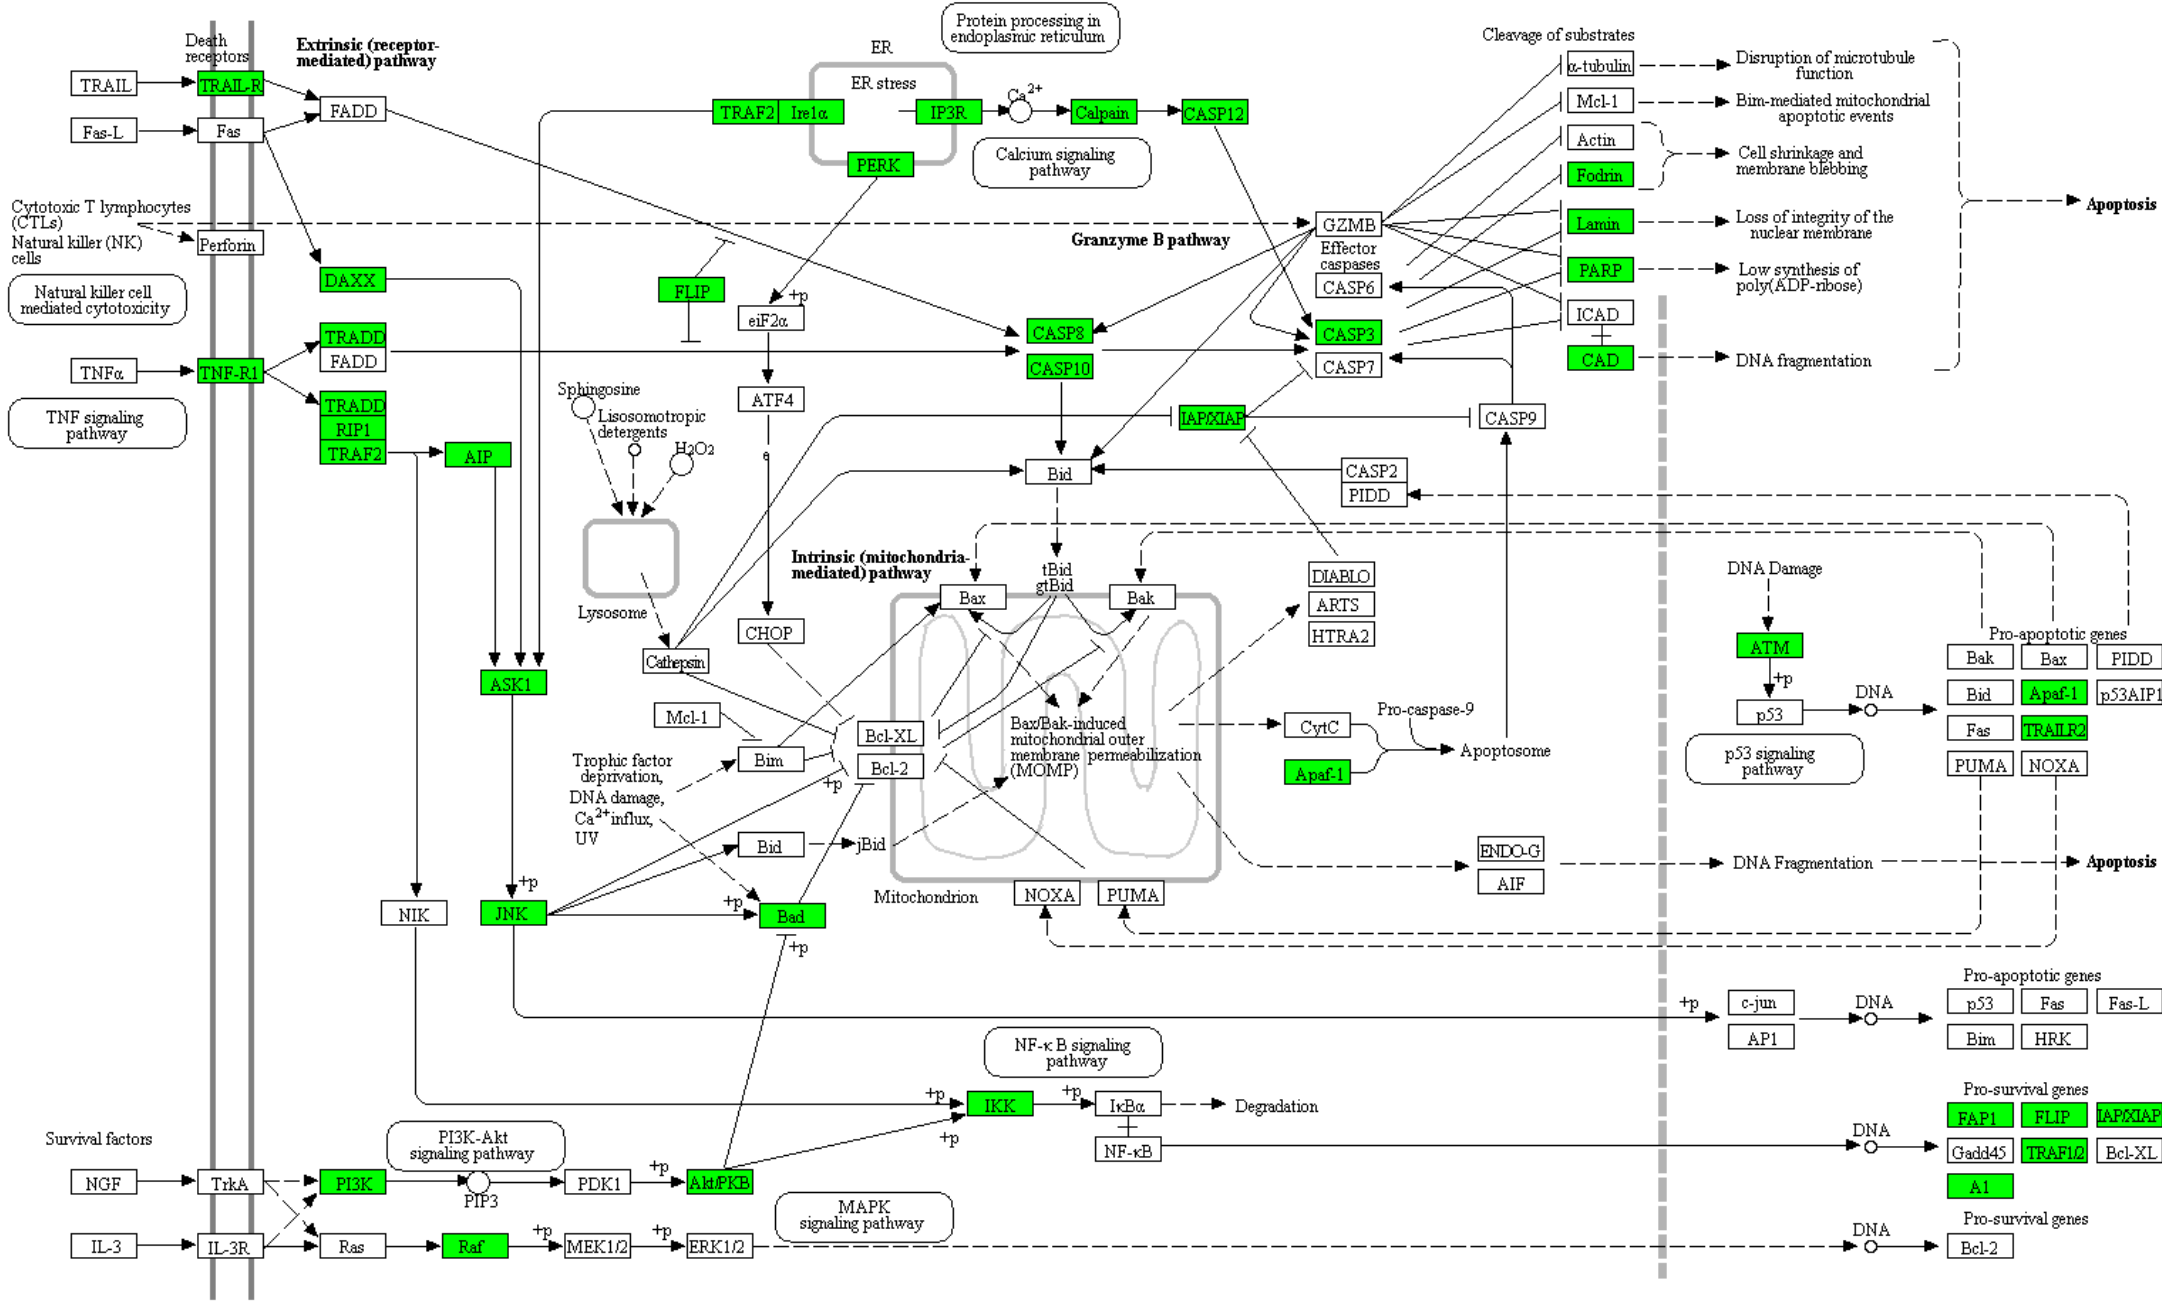 Death
receptors
Extrinsic (receptor-
mediated) pathway
TRAIL
TRAIL-R
FADD
Fas-L
Fas
Protein processing in
endoplasmic reticulum
ER
ER stress
TRAF2
Ire1α
IP3R
Ca2+
Calpain
CASP12
PERK
Calcium signaling
pathway
Cleavage of substrates
α-tubulin
Disruption of microtubule
function
Mcl-1
Bim-mediated mitochondrial
apoptotic events
Actin
Cell shrinkage and
membrane blebbing
Fodrin
Lamin
Loss of integrity of the
nuclear membrane
PARP
Low synthesis of
poly(ADP-ribose)
ICAD
CAD
DNA fragmentation
Apoptosis
Cytotoxic T lymphocytes
(CTLs)
Natural killer (NK)
cells
Perforin
Natural killer cell
mediated cytotoxicity
Granzyme B pathway
GZMB
Effector
caspases
CASP6
CASP3
CASP7
DAXX
FLIP
+p
eiF2α
CASP8
CASP10
TRADD
FADD
TNFα
TNF-R1
TNF signaling
pathway
TRADD
RIP1
TRAF2
AIP
ATF4
e
Sphingosine
Lisosomotropic
detergents
H2O2
IAP/XIAP
CASP9
Bid
CASP2
PIDD
Lysosome
Intrinsic (mitochondria-
mediated) pathway
tBid
gtBid
Bax
Bak
DIABLO
ARTS
HTRA2
CHOP
Cathepsin
ASK1
Mcl-1
Bim
Bcl-XL
Bcl-2
+p
Bax/Bak-induced
mitochondrial outer
membrane permeabilization
(MOMP)
CytC
Pro-caspase-9
Apaf-1
Apoptosome
DNA Damage
ATM
+p
p53
DNA
p53 signaling
pathway
Pro-apoptotic genes
Bak
Bax
PIDD
Bid
Apaf-1
p53AIP1
Fas
TRAILR2
PUMA
NOXA
Trophic factor
deprivation,
DNA damage,
Ca2+influx,
UV
Bid
jBid
Mitochondrion
NOXA
PUMA
ENDO-G
AIF
DNA Fragmentation
Apoptosis
NIK
+p
JNK
+p
Bad
+p
+p
c-jun
AP1
DNA
Pro-apoptotic genes
p53
Fas
Fas-L
Bim
HRK
NF-κ B signaling
pathway
+p
IKK
+p
IκBα
Degradation
+p
NF-κB
DNA
Pro-survival genes
FAP1
FLIP
IAP/XIAP
Gadd45
TRAF1/2
Bcl-XL
A1
Survival factors
PI3K-Akt
signaling pathway
NGF
TrkA
PI3K
PIP3
PDK1
+p
Akt/PKB
MAPK
signaling pathway
IL-3
IL-3R
Ras
Raf
+p
MEK1/2
+p
ERK1/2
DNA
Pro-survival genes
Bcl-2